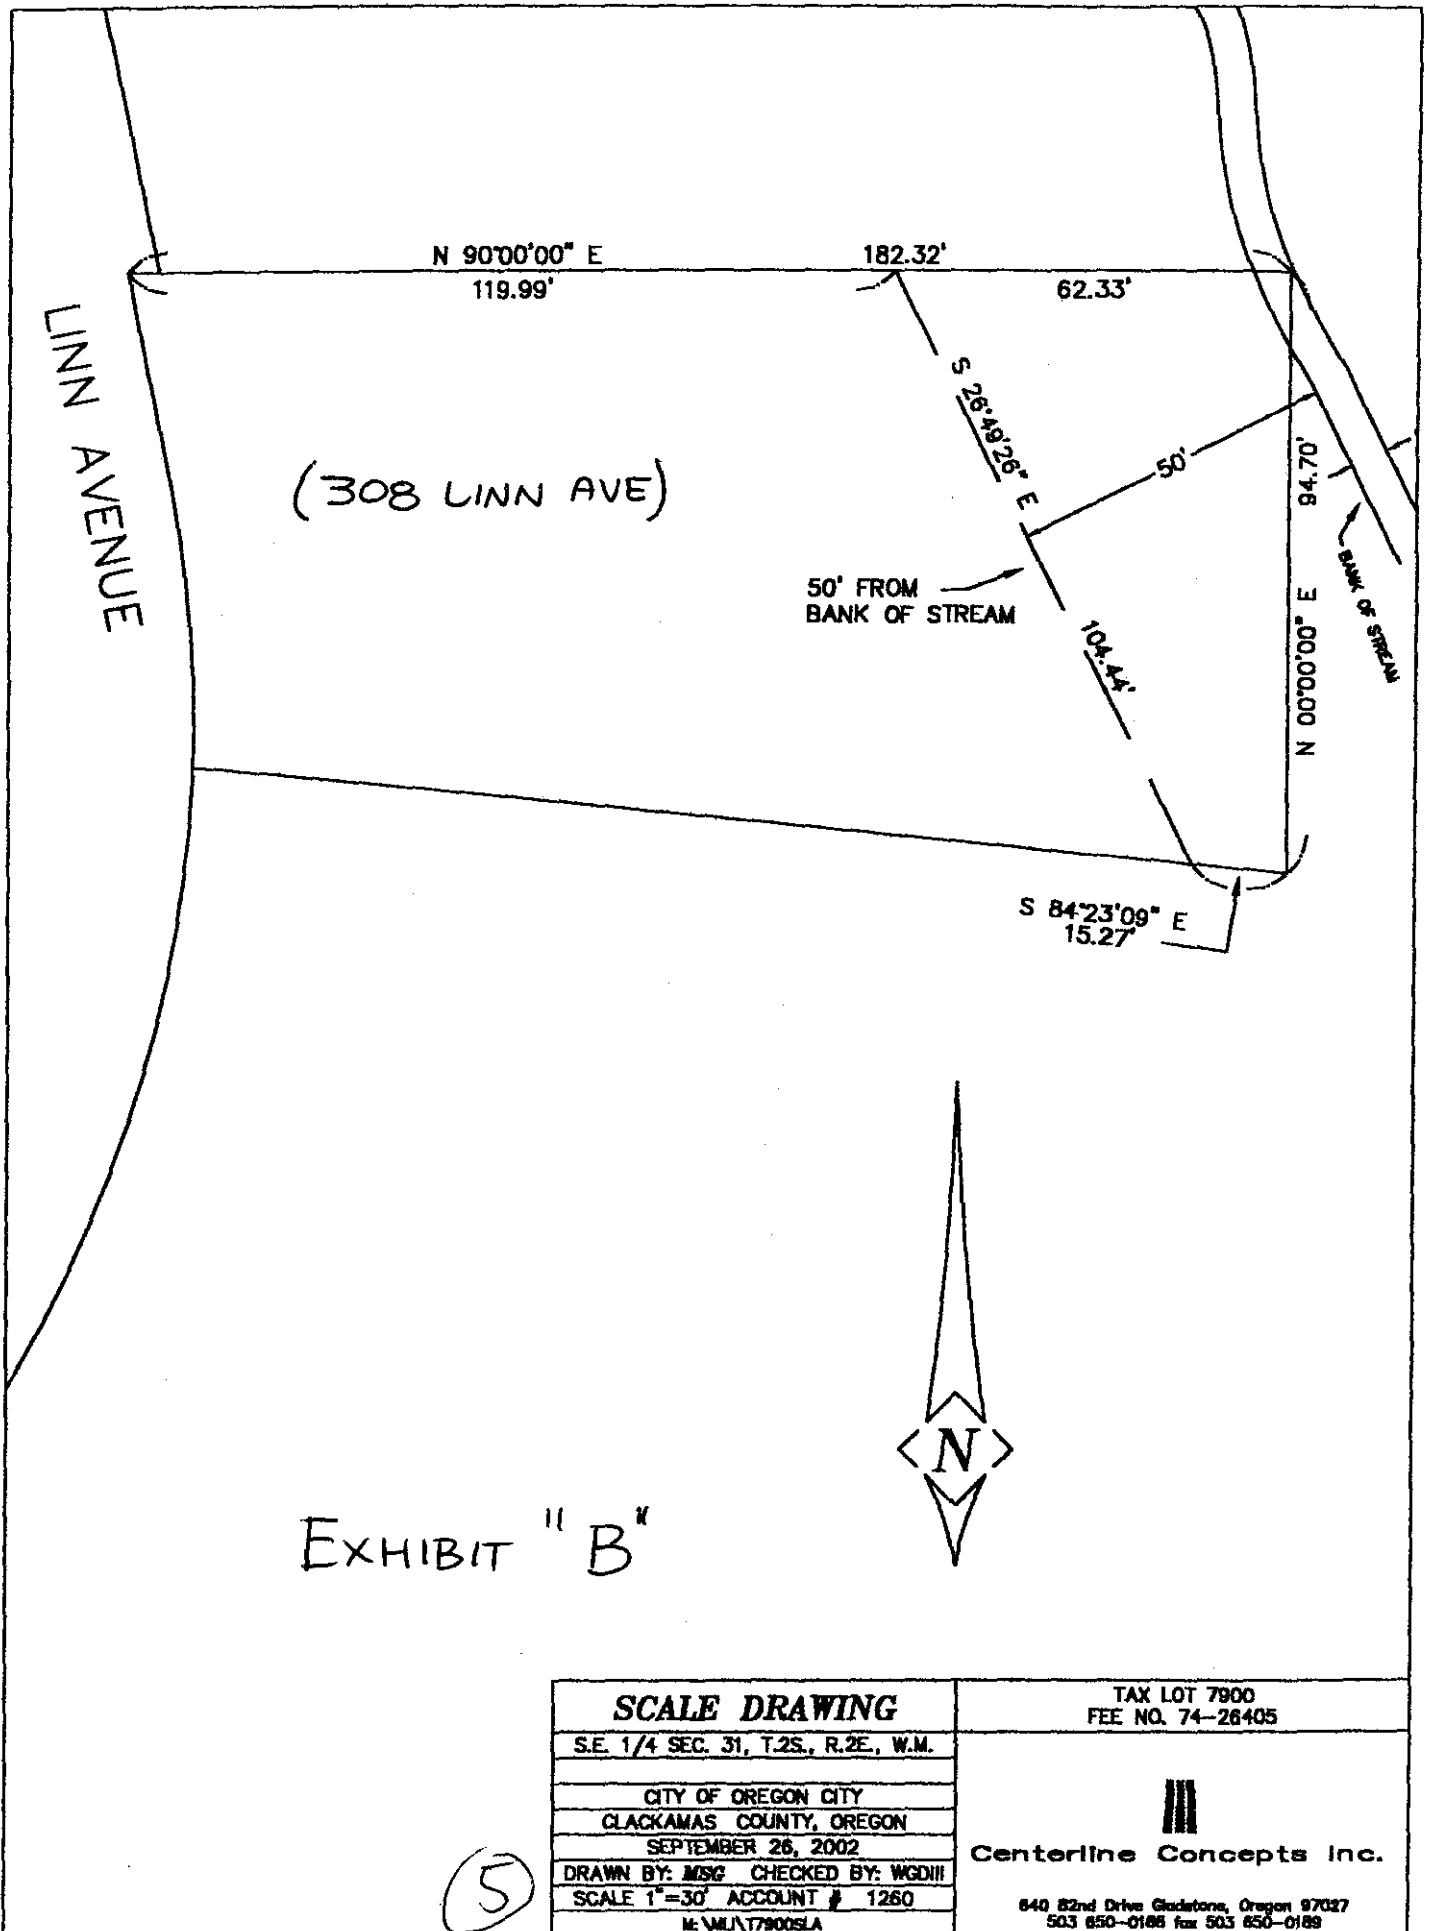 N 90°00'00" E
182.32'
119.99'
62.33'
LINN AVENUE
(308 LINN AVE)
S 26°49'26" E
50'
94.70'
50' FROM
BANK OF STREAM
104.44'
N 00°00'00" E
BANK OF STREAM
S 84°23'09" E
15.27'
N
EXHIBIT "B"
SCALE DRAWING
S.E. 1/4 SEC. 31, T.2S., R.2E., W.M.
CITY OF OREGON CITY
CLACKAMAS COUNTY, OREGON
SEPTEMBER 26, 2002
DRAWN BY: MSG CHECKED BY: WGDIII
SCALE 1"=30' ACCOUNT # 1260
M:\MLI\T7900SLA
TAX LOT 7900
FEE NO. 74-26405
Centerline Concepts Inc.
640 82nd Drive Gladstone, Oregon 97027
503 650-0188 fax 503 650-0189
5